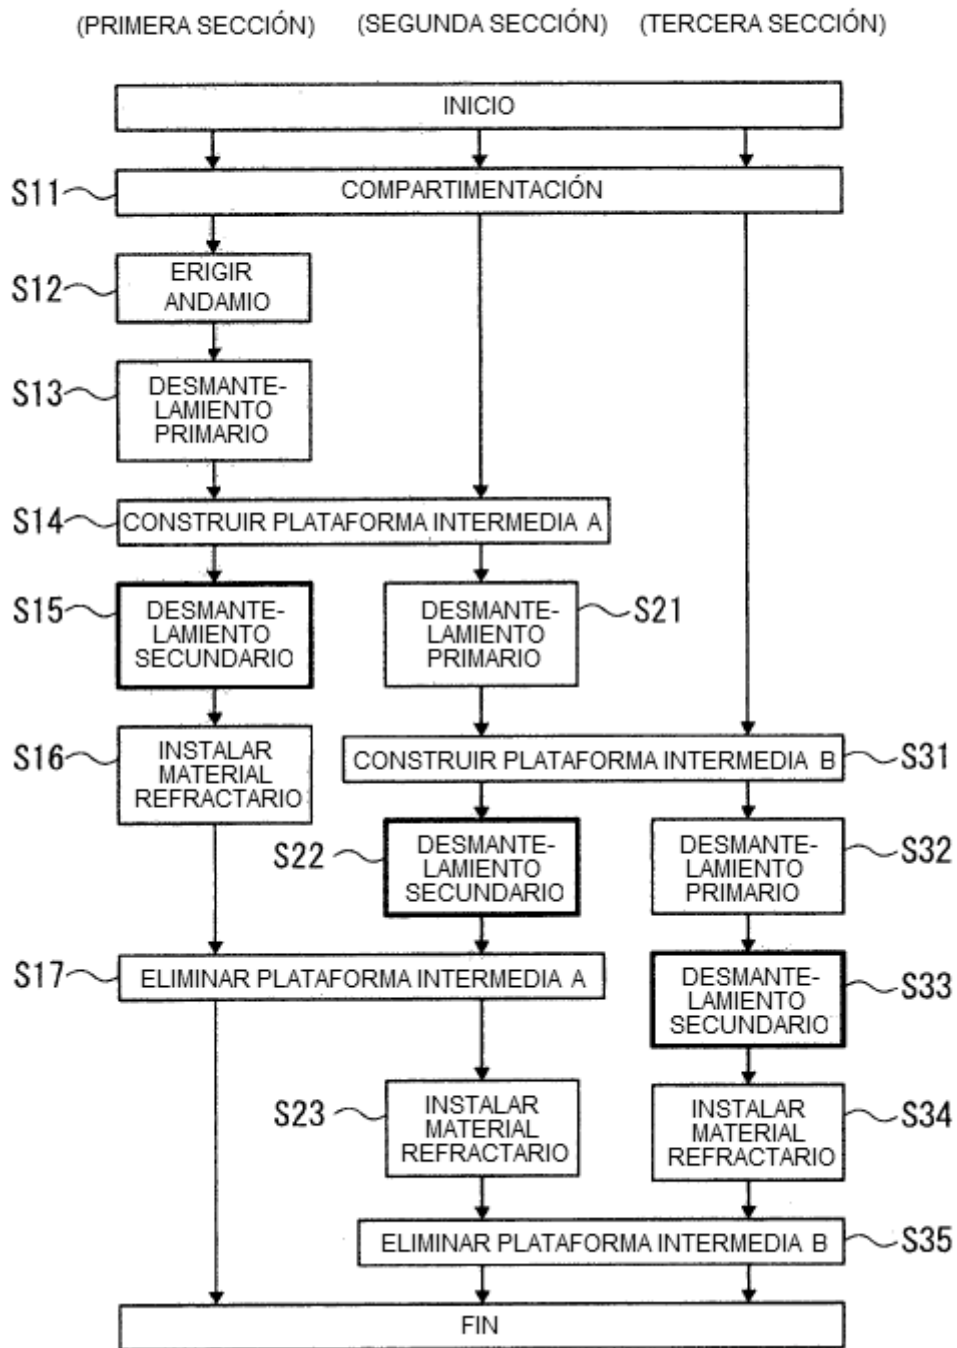 (PRIMERA SECCIÓN) (SEGUNDA SECCIÓN) (TERCERA SECCIÓN)
INICIO
S11 COMPARTIMENTACIÓN
S12 ERIGIR
ANDAMIO
S13 DESMANTE-
LAMIENTO
PRIMARIO
S14 CONSTRUIR PLATAFORMA INTERMEDIA A
S15 DESMANTE-
LAMIENTO
SECUNDARIO
DESMANTE- S21
LAMIENTO
PRIMARIO
S16 INSTALAR
MATERIAL
REFRACTARIO
CONSTRUIR PLATAFORMA INTERMEDIA B S31
S22 DESMANTE-
LAMIENTO
SECUNDARIO
DESMANTE- S32
LAMIENTO
PRIMARIO
S17 ELIMINAR PLATAFORMA INTERMEDIA A
DESMANTE- S33
LAMIENTO
SECUNDARIO
S23 INSTALAR
MATERIAL
REFRACTARIO
INSTALAR S34
MATERIAL
REFRACTARIO
ELIMINAR PLATAFORMA INTERMEDIA B S35
FIN